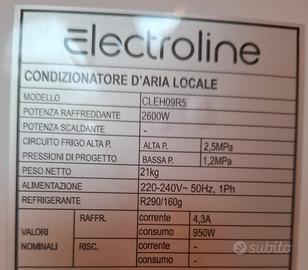 Electroline
CONDIZIONATORE D'ARIA LOCALE
MODELLO CLEH09R5
POTENZA RAFFREDDANTE 2600W
POTENZA SCALDANTE -
CIRCUITO FRIGO ALTA P. ALTA P. 2,5MPa
PRESSIONI DI PROGETTO BASSA P. 1,2MPa
PESO NETTO 21kg
ALIMENTAZIONE 220-240V~ 50Hz, 1Ph
REFRIGERANTE R290/160g
RAFFR. corrente 4,3A
VALORI consumo 950W
NOMINALI RISC. corrente -
consumo -
subito